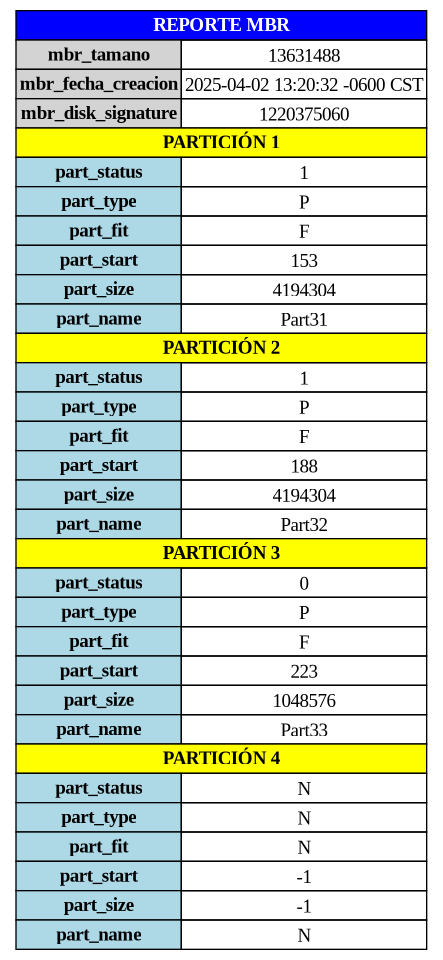 REPORTE MBR
mbr_tamano 13631488
mbr_fecha_creacion 2025-04-02 13:20:32 -0600 CST
mbr_disk_signature 1220375060
PARTICIÓN 1
part_status 1
part_type P
part_fit F
part_start 153
part_size 4194304
part_name Part31
PARTICIÓN 2
part_status 1
part_type P
part_fit F
part_start 188
part_size 4194304
part_name Part32
PARTICIÓN 3
part_status 0
part_type P
part_fit F
part_start 223
part_size 1048576
part_name Part33
PARTICIÓN 4
part_status N
part_type N
part_fit N
part_start -1
part_size -1
part_name N